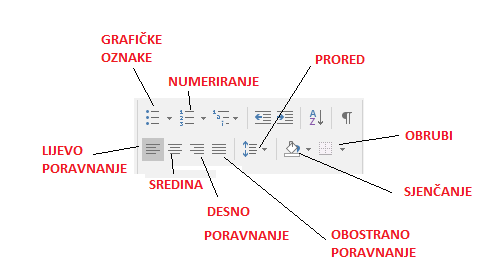 GRAFIČKE
OZNAKE
NUMERIRANJE
PRORED
OBRUBI
LIJEVO
PORAVNANJE
SREDINA
DESNO
PORAVNANJE
SJENČANJE
OBOSTRANO
PORAVNANJE